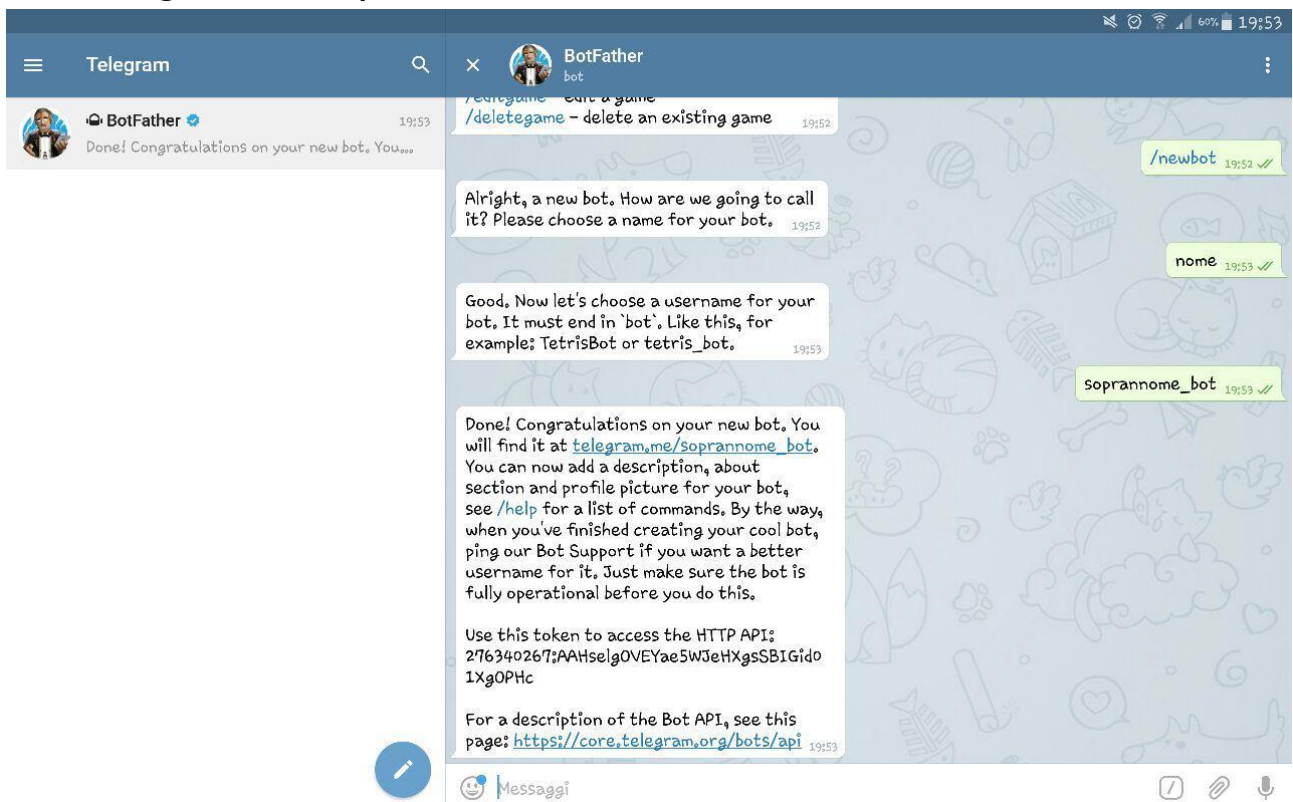 60% 19:53
Telegram
BotFather
bot
BotFather 19:53
Done! Congratulations on your new bot. You...
/editgame – edit a game
/deletegame – delete an existing game 19:52
/newbot 19:52
Alright, a new bot. How are we going to call
it? Please choose a name for your bot. 19:52
nome 19:53
Good. Now let's choose a username for your
bot. It must end in `bot`. Like this, for
example: TetrisBot or tetris_bot. 19:53
soprannome_bot 19:53
Done! Congratulations on your new bot. You
will find it at telegram.me/soprannome_bot.
You can now add a description, about
section and profile picture for your bot,
see /help for a list of commands. By the way,
when you've finished creating your cool bot,
ping our Bot Support if you want a better
username for it. Just make sure the bot is
fully operational before you do this.
Use this token to access the HTTP API:
276340267:AAHselgOVEYae5WJeHXgsSBIGid0
1XgOPHc
For a description of the Bot API, see this
page: https://core.telegram.org/bots/api 19:53
Messaggi